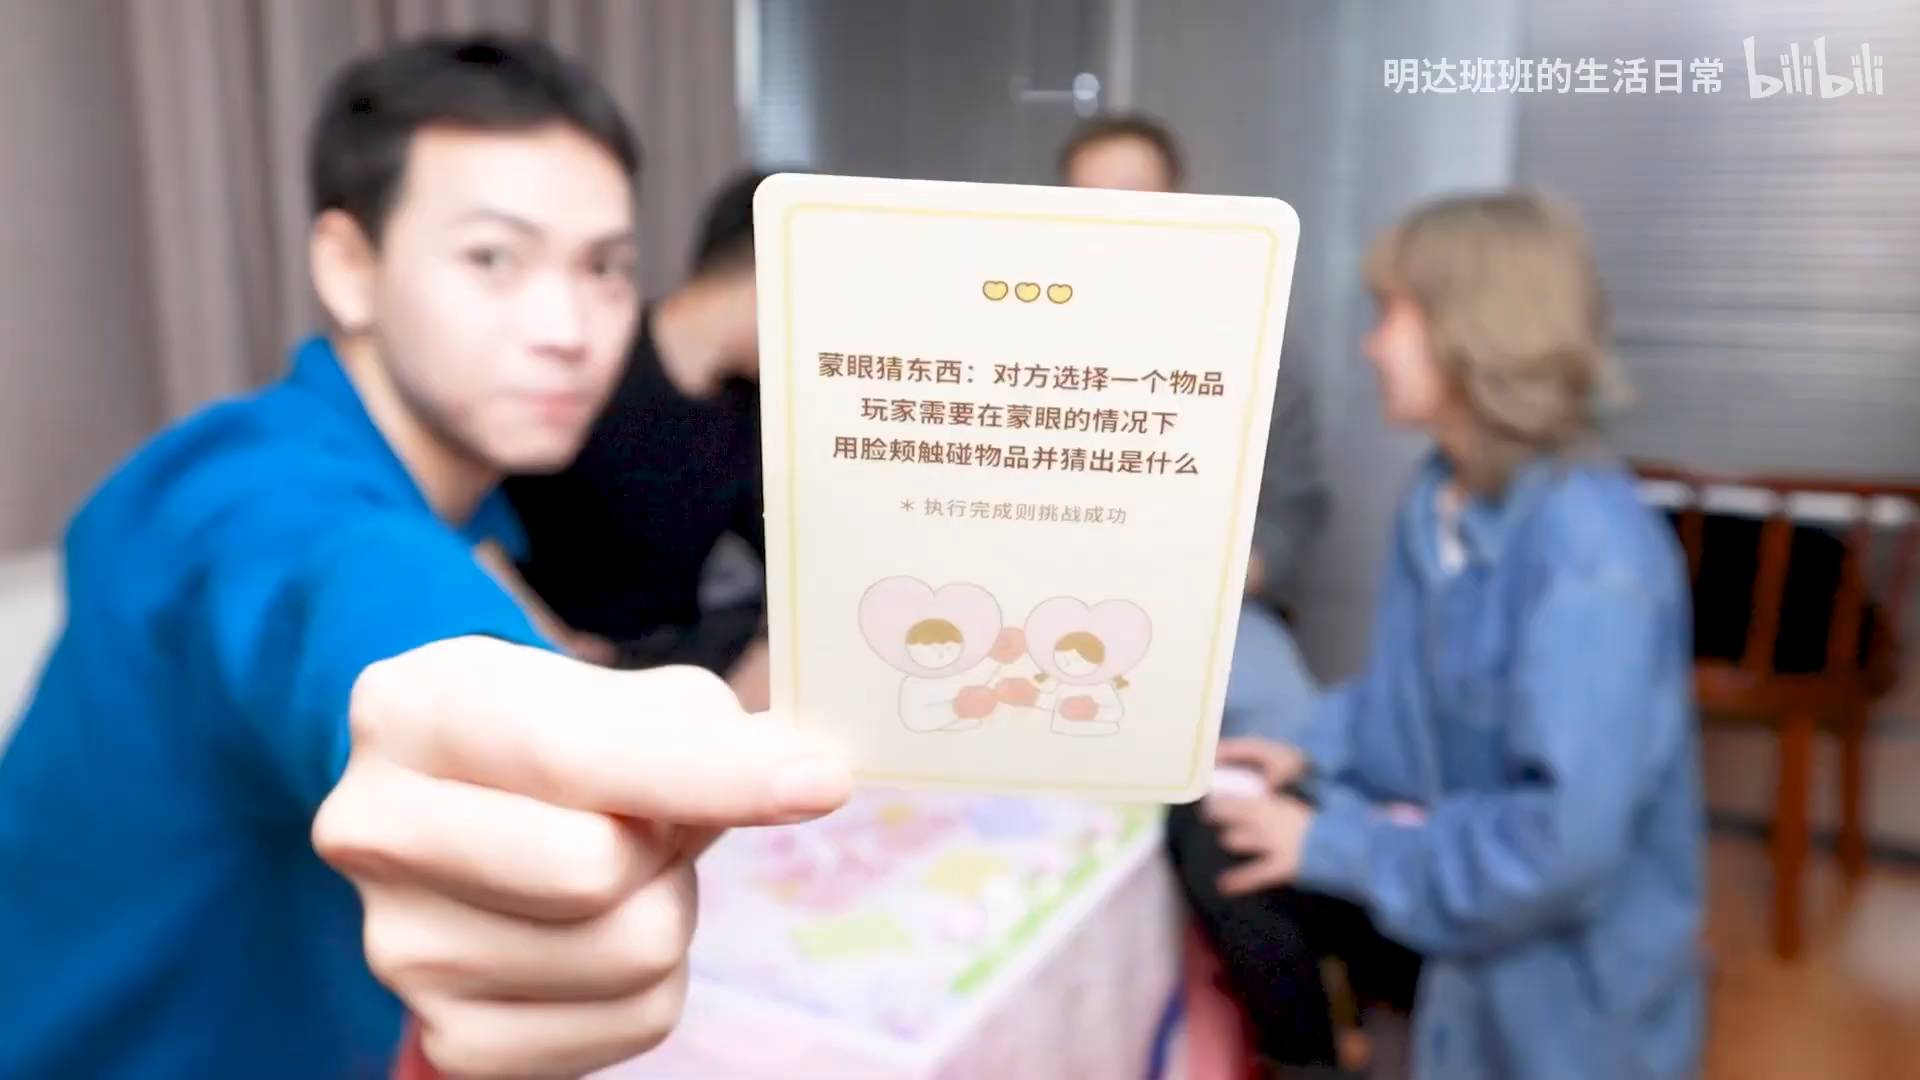 明达班班的生活日常 bilibili
蒙眼猜东西：对方选择一个物品
玩家需要在蒙眼的情况下
用脸颊触碰物品并猜出是什么
＊执行完成则挑战成功